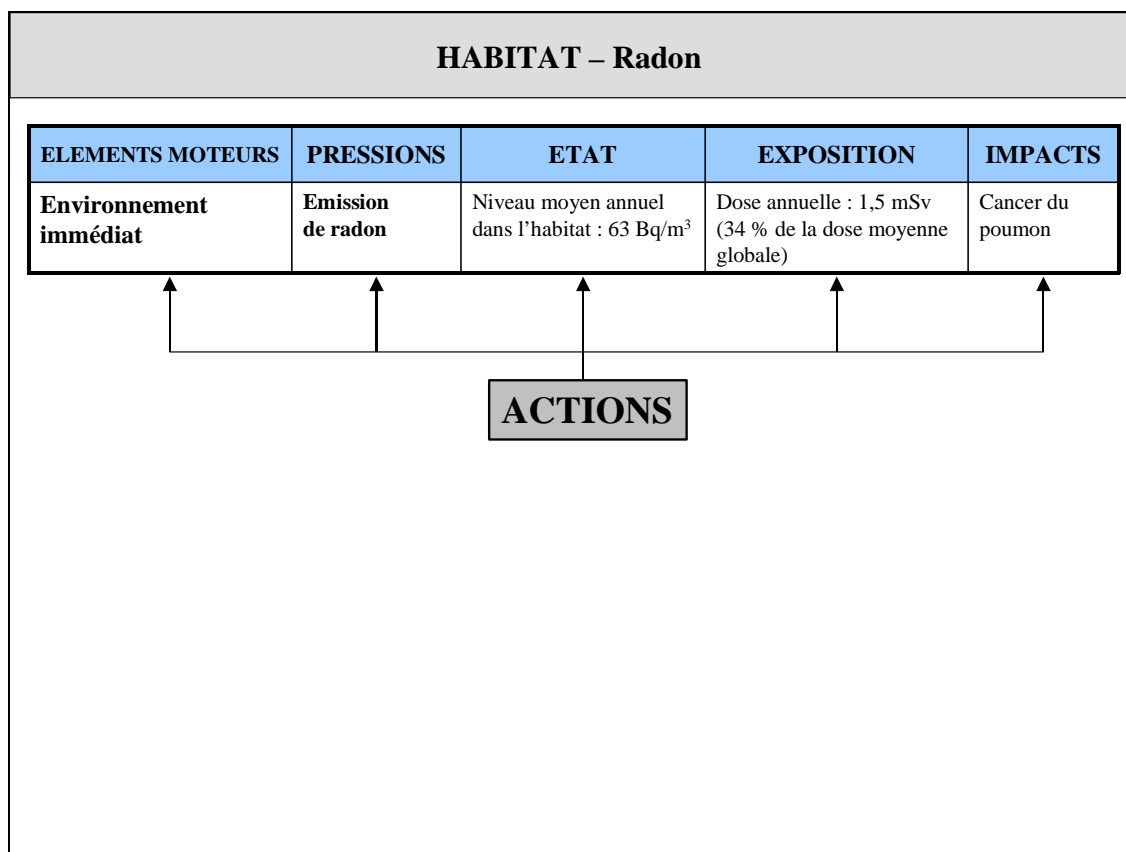 HABITAT – Radon
ELEMENTS MOTEURS
PRESSIONS
ETAT
EXPOSITION
IMPACTS
Environnement
immédiat
Emission
de radon
Niveau moyen annuel
dans l’habitat : 63 Bq/m³
Dose annuelle : 1,5 mSv
(34 % de la dose moyenne
globale)
Cancer du
poumon
ACTIONS